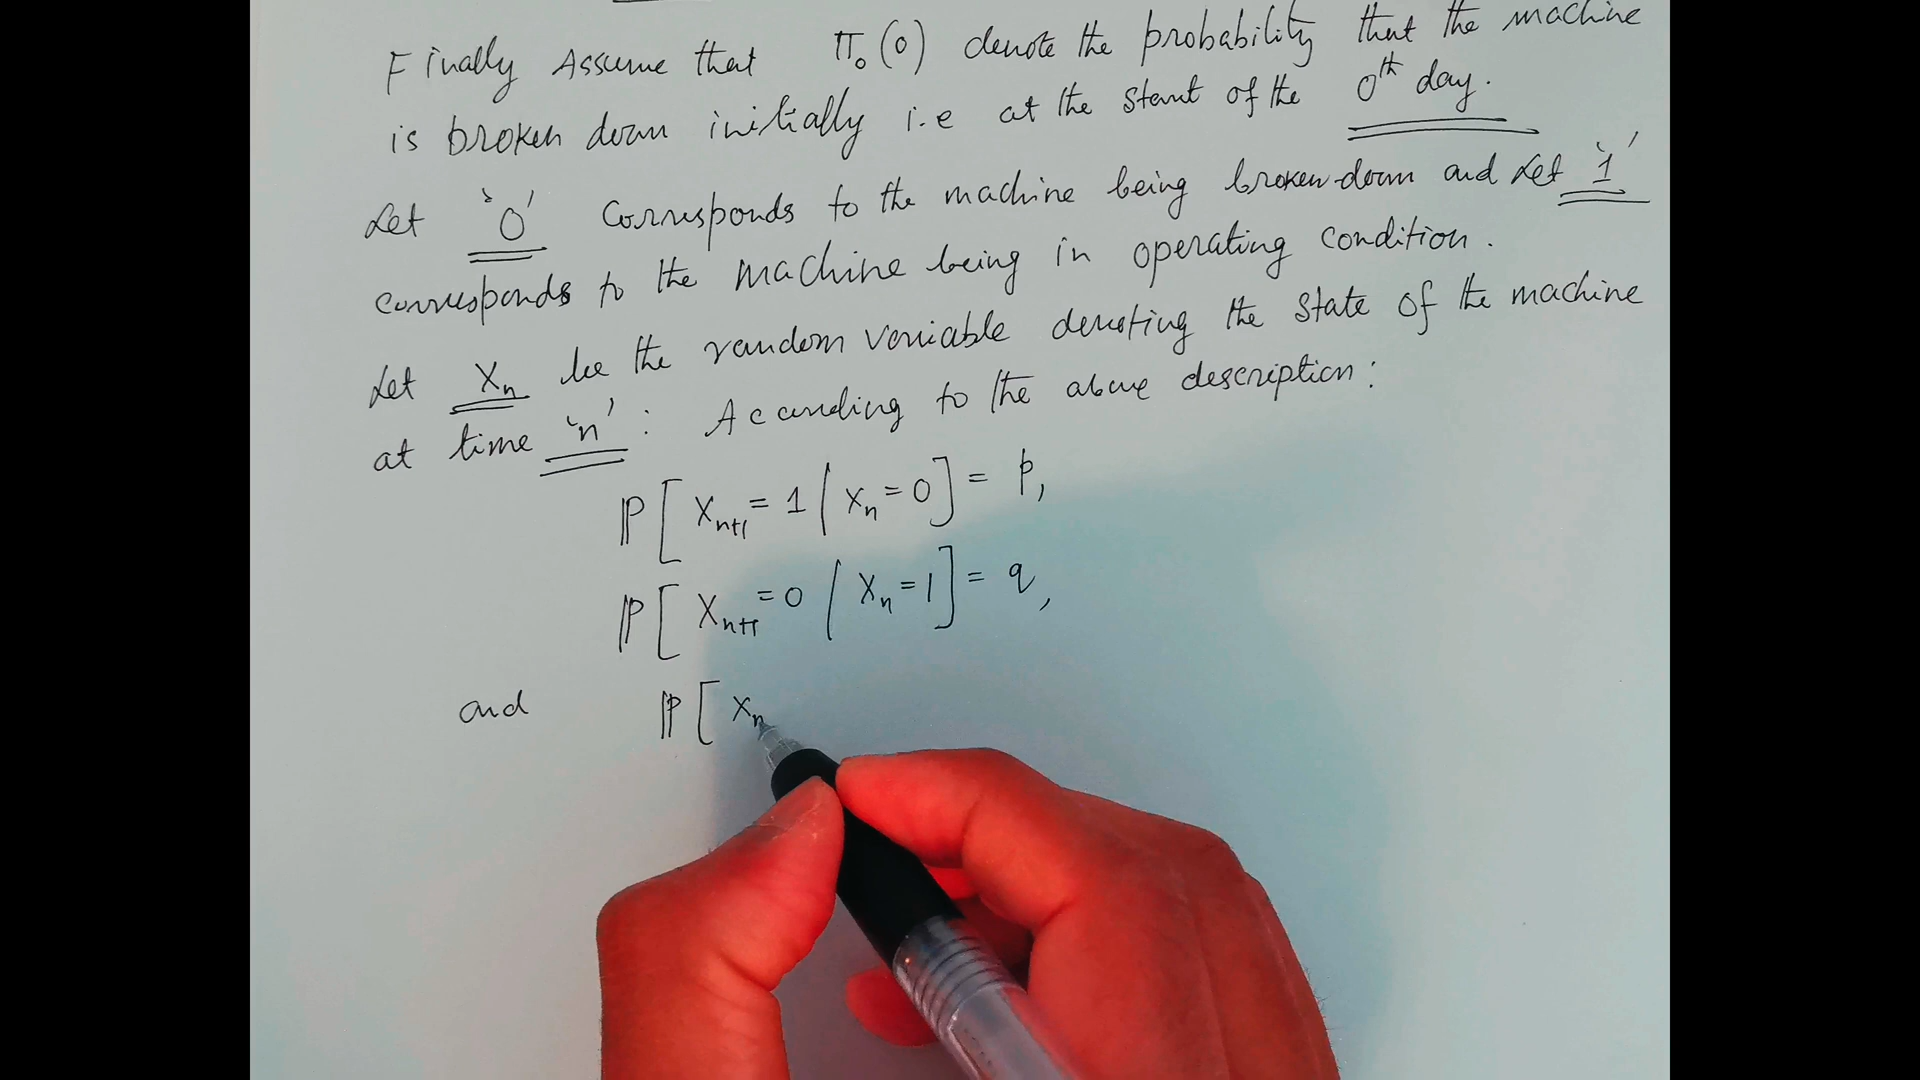 Finally Assume that π₀(0) denote the probability that the machine
is broken down initially i.e at the start of the 0th day.
Let '0' corresponds to the machine being broken-down and Let '1'
corresponds to the machine being in operating condition.
Let Xn be the random variable denoting the state of the machine
at time 'n': According to the above description:
ℙ[Xn+1 = 1 / Xn = 0] = p,
ℙ[Xn+1 = 0 / Xn = 1] = q,
and ℙ[Xn